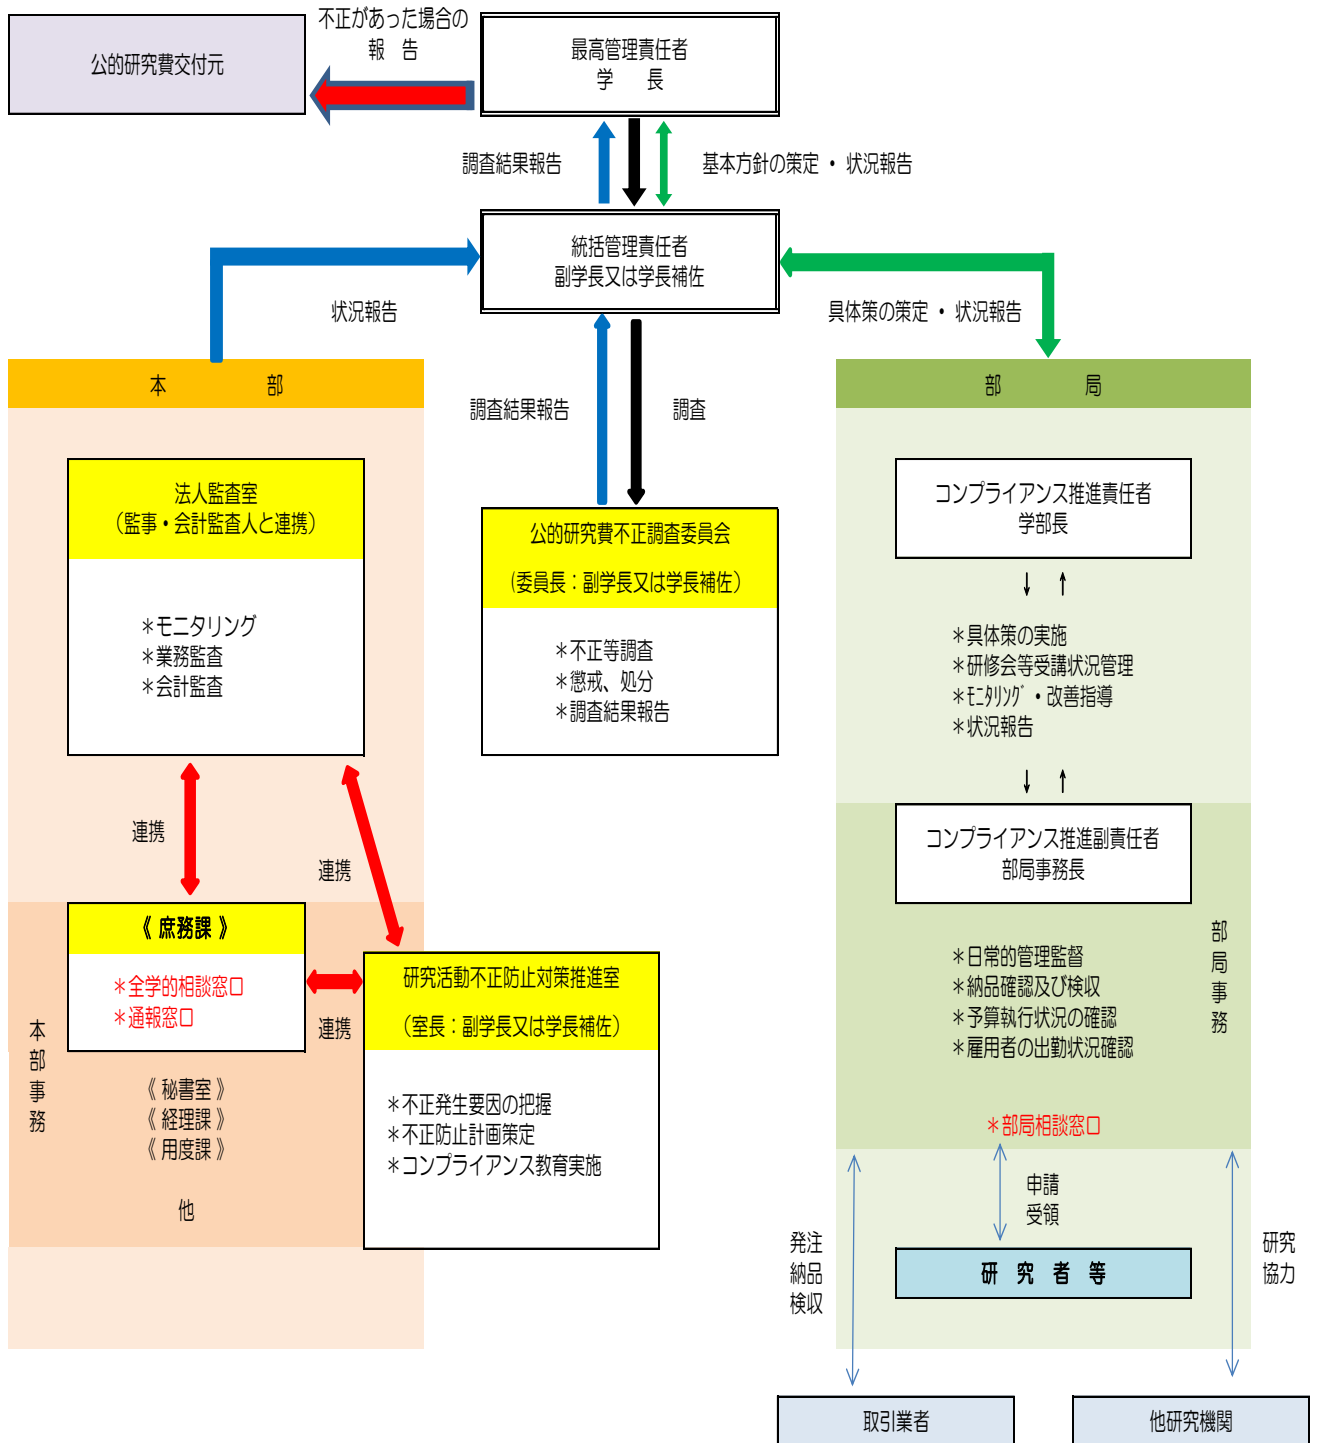 不正があった場合の
報　告
公的研究費交付元
最高管理責任者
学　　長
調査結果報告
基本方針の策定 ・ 状況報告
統括管理責任者
副学長又は学長補佐
状況報告
具体策の策定 ・ 状況報告
本　　　　　　部
調査結果報告
調査
部　　　　　局
法人監査室
（監事・会計監査人と連携）
＊モニタリング
＊業務監査
＊会計監査
公的研究費不正調査委員会
（委員長：副学長又は学長補佐）
＊不正等調査
＊懲戒、処分
＊調査結果報告
コンプライアンス推進責任者
学部長
↓　↑
＊具体策の実施
＊研修会等受講状況管理
＊ﾓﾆﾀﾘﾝｸﾞ・改善指導
＊状況報告
↓　↑
連携
連携
コンプライアンス推進副責任者
部局事務長
部局事務
＊日常的管理監督
＊納品確認及び検収
＊予算執行状況の確認
＊雇用者の出勤状況確認
＊部局相談窓口
《 庶務課 》
＊全学的相談窓口
＊通報窓口
連携
研究活動不正防止対策推進室
（室長：副学長又は学長補佐）
＊不正発生要因の把握
＊不正防止計画策定
＊コンプライアンス教育実施
本部事務
《 秘書室 》
《 経理課 》
《 用度課 》
他
申請
受領
発注
納品
検収
研　究　者　等
研究
協力
取引業者
他研究機関